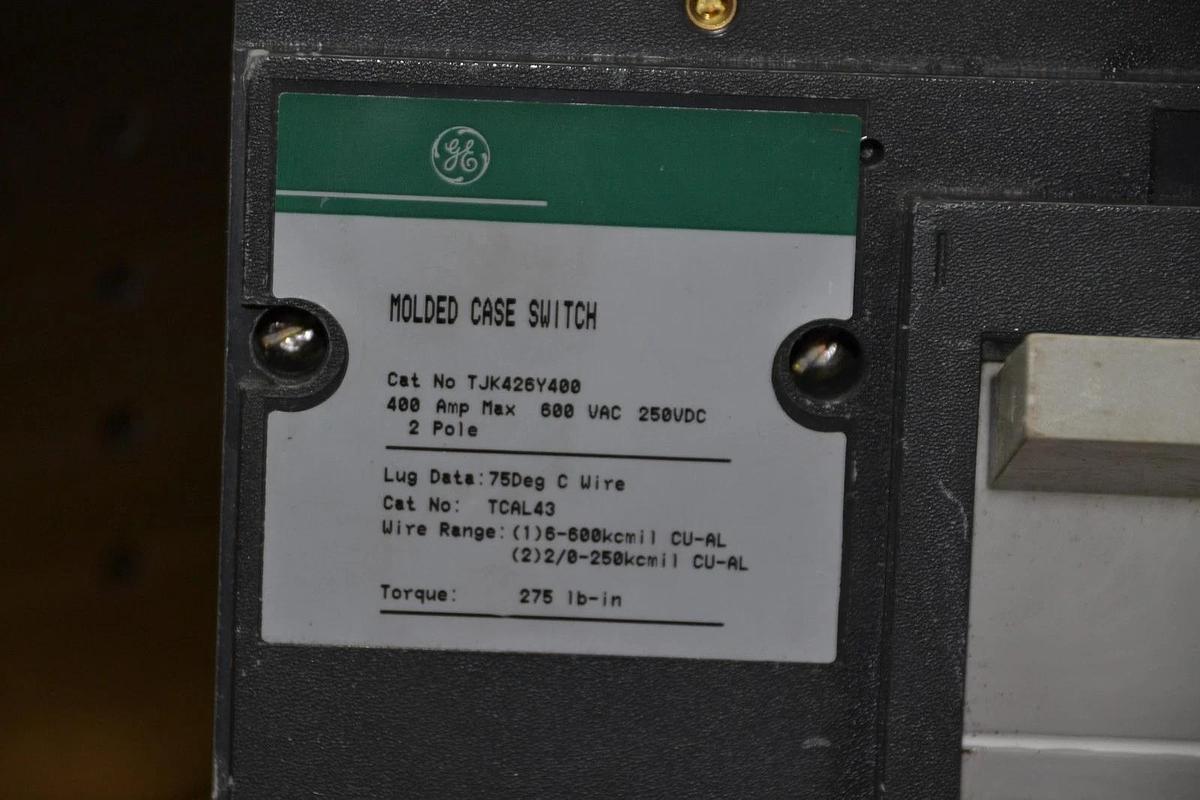 GE
MOLDED CASE SWITCH
Cat No TJK426Y400
400 Amp Max 600 VAC 250VDC
2 Pole
Lug Data: 75Deg C Wire
Cat No: TCAL43
Wire Range: (1)6-600kcmil CU-AL
(2)2/0-250kcmil CU-AL
Torque: 275 lb-in